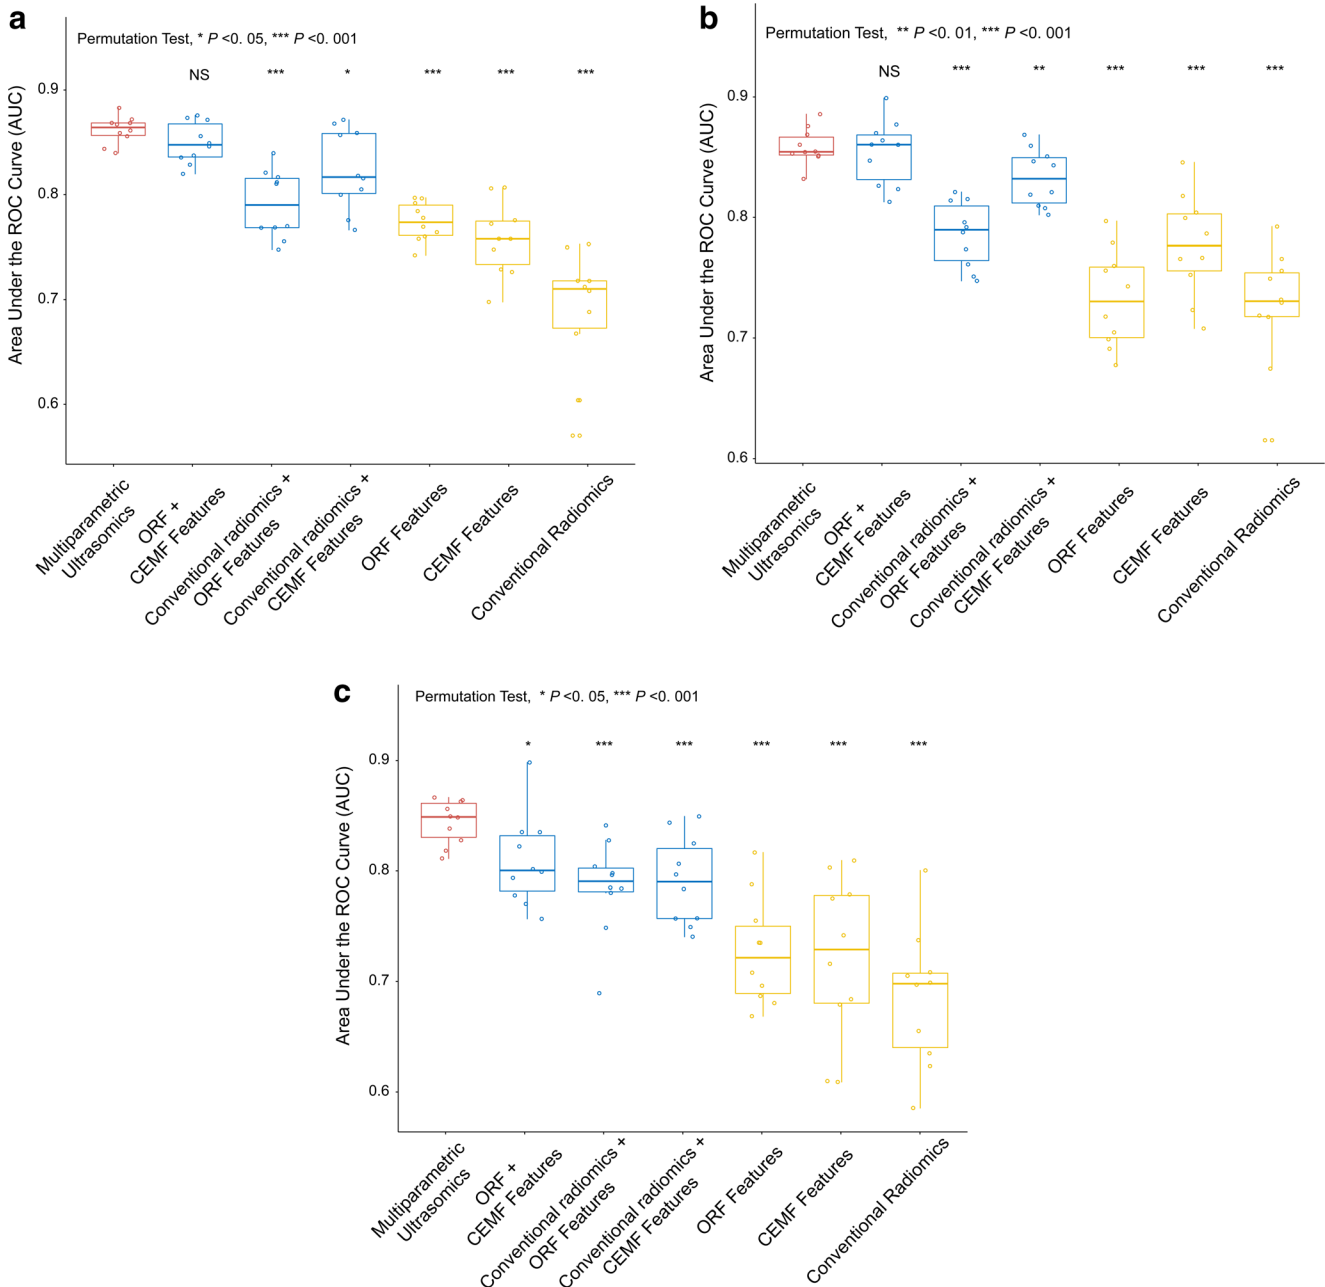 a
Permutation Test, * P <0. 05, *** P <0. 001
NS *** * *** *** ***
Area Under the ROC Curve (AUC)
0.9
0.8
0.7
0.6
Multiparametric
Ultrasomics
ORF +
CEMF Features
Conventional radiomics +
ORF Features
Conventional radiomics +
CEMF Features
ORF Features
CEMF Features
Conventional Radiomics
b
Permutation Test, ** P <0. 01, *** P <0. 001
NS *** ** *** *** ***
Area Under the ROC Curve (AUC)
0.9
0.8
0.7
0.6
Multiparametric
Ultrasomics
ORF +
CEMF Features
Conventional radiomics +
ORF Features
Conventional radiomics +
CEMF Features
ORF Features
CEMF Features
Conventional Radiomics
c
Permutation Test, * P <0. 05, *** P <0. 001
* *** *** *** *** ***
Area Under the ROC Curve (AUC)
0.9
0.8
0.7
0.6
Multiparametric
Ultrasomics
ORF +
CEMF Features
Conventional radiomics +
ORF Features
Conventional radiomics +
CEMF Features
ORF Features
CEMF Features
Conventional Radiomics